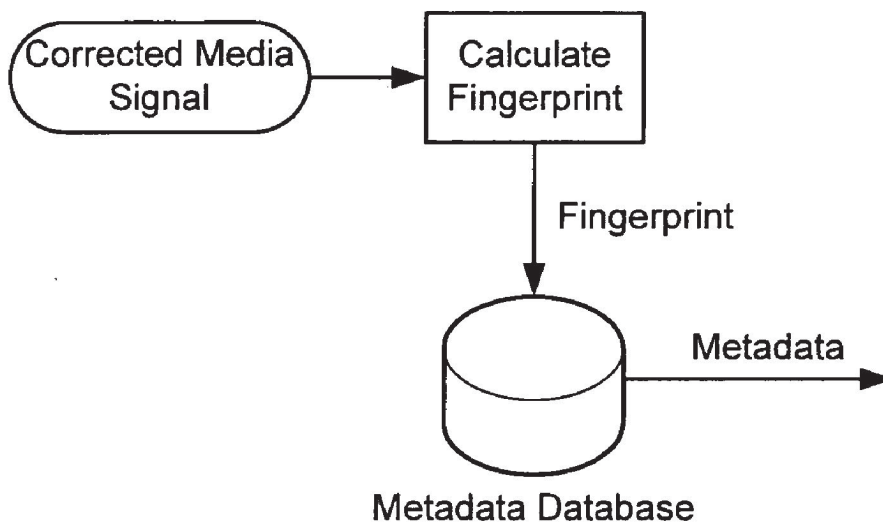 Corrected Media
Signal
Calculate
Fingerprint
Fingerprint
Metadata
Metadata Database